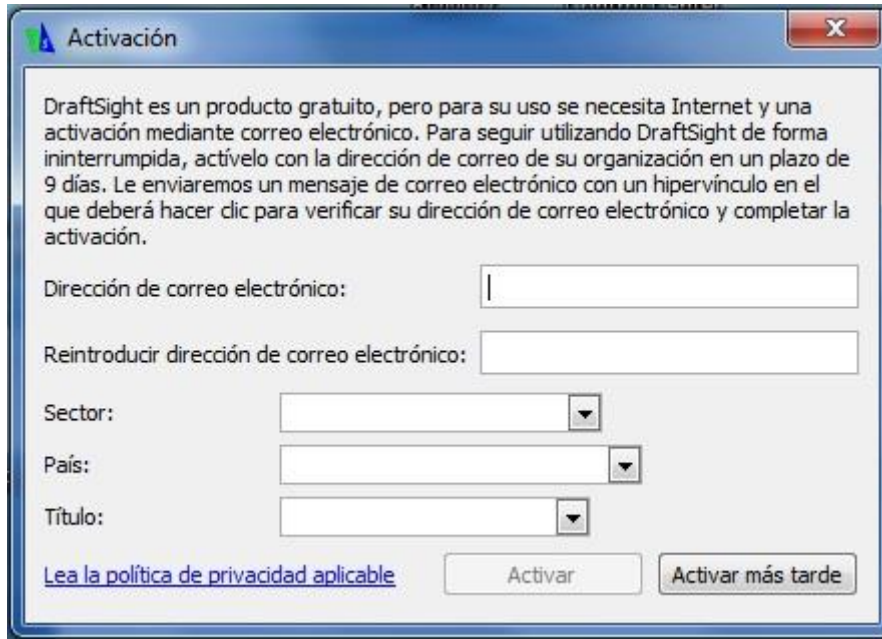 Activación
DraftSight es un producto gratuito, pero para su uso se necesita Internet y una
activación mediante correo electrónico. Para seguir utilizando DraftSight de forma
ininterrumpida, actívelo con la dirección de correo de su organización en un plazo de
9 días. Le enviaremos un mensaje de correo electrónico con un hipervínculo en el
que deberá hacer clic para verificar su dirección de correo electrónico y completar la
activación.
Dirección de correo electrónico:
Reintroducir dirección de correo electrónico:
Sector:
País:
Título:
Lea la política de privacidad aplicable Activar Activar más tarde